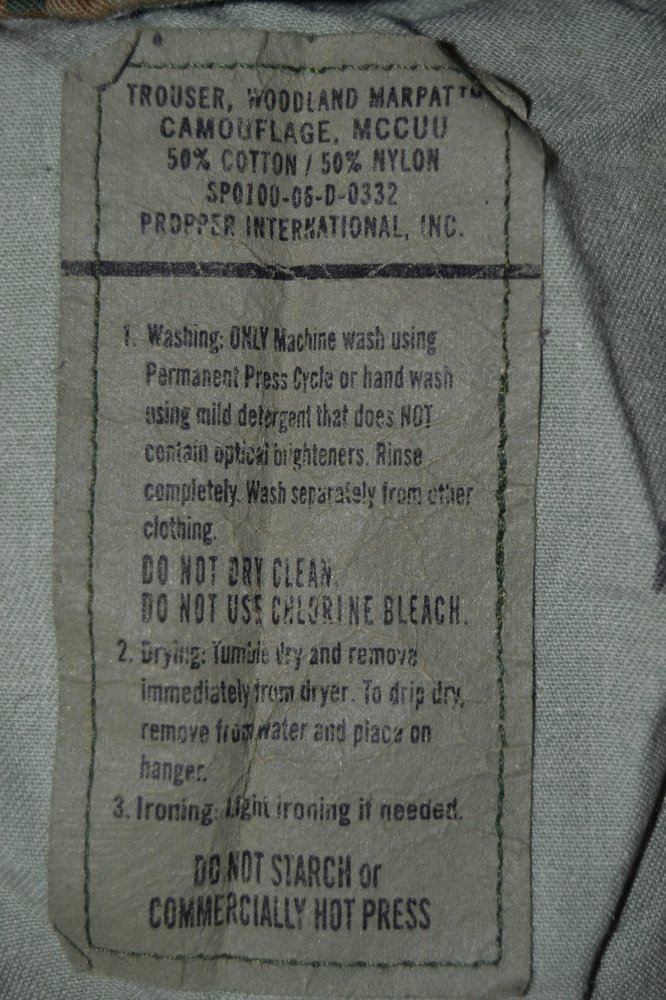 TROUSER, WOODLAND MARPAT™
CAMOUFLAGE, MCCUU
50% COTTON / 50% NYLON
SP0100-06-D-0332
PROPPER INTERNATIONAL, INC.
1. Washing: ONLY Machine wash using
Permanent Press Cycle or hand wash
using mild detergent that does NOT
contain optical brighteners. Rinse
completely. Wash separately from other
clothing.
DO NOT DRY CLEAN.
DO NOT USE CHLORINE BLEACH.
2. Drying: Tumble dry and remove
immediately from dryer. To drip dry,
remove from water and place on
hanger.
3. Ironing: Light ironing if needed.
DO NOT STARCH or
COMMERCIALLY HOT PRESS